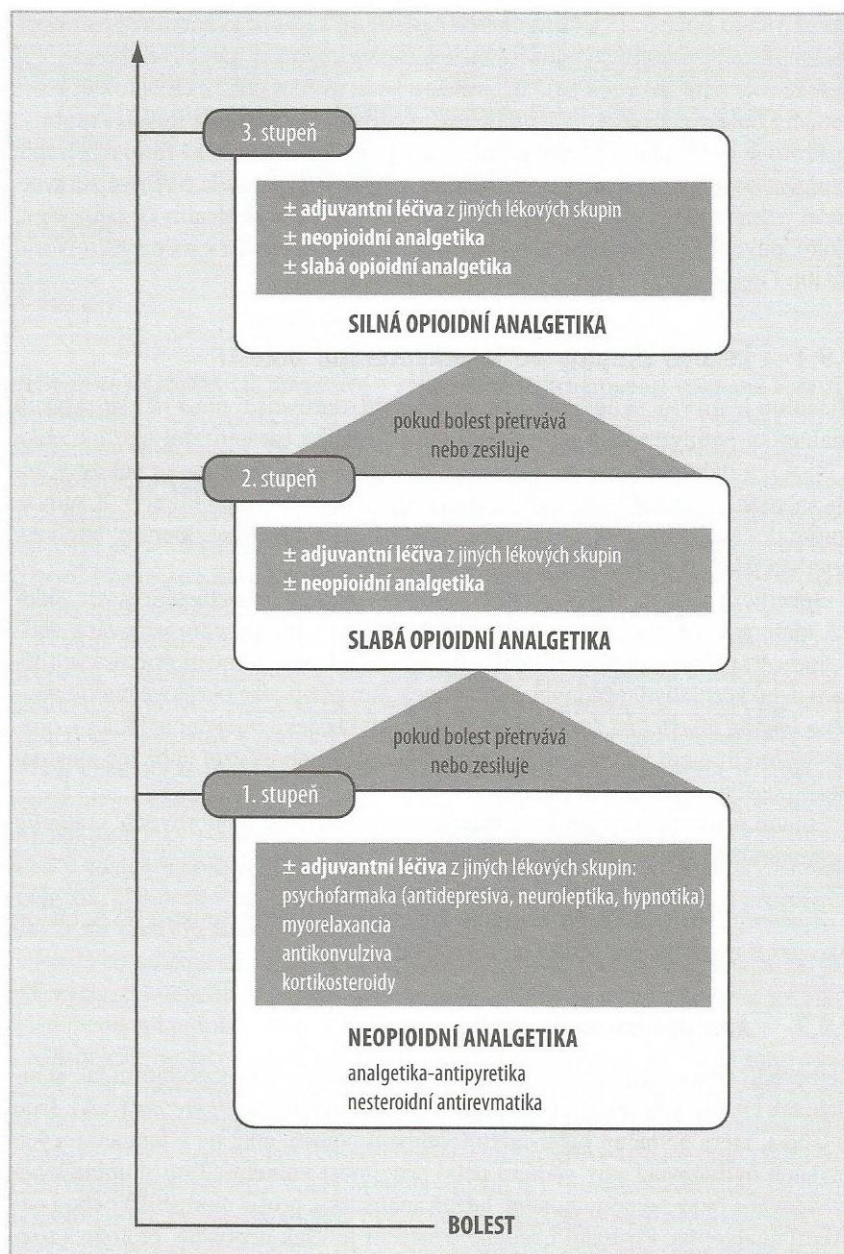 3. stupeň
± adjuvantní léčiva z jiných lékových skupin
± neopioidní analgetika
± slabá opioidní analgetika
SILNÁ OPIOIDNÍ ANALGETIKA
pokud bolest přetrvává
nebo zesiluje
2. stupeň
± adjuvantní léčiva z jiných lékových skupin
± neopioidní analgetika
SLABÁ OPIOIDNÍ ANALGETIKA
pokud bolest přetrvává
nebo zesiluje
1. stupeň
± adjuvantní léčiva z jiných lékových skupin:
psychofarmaka (antidepresiva, neuroleptika, hypnotika)
myorelaxancia
antikonvulziva
kortikosteroidy
NEOPIOIDNÍ ANALGETIKA
analgetika-antipyretika
nesteroidní antirevmatika
BOLEST